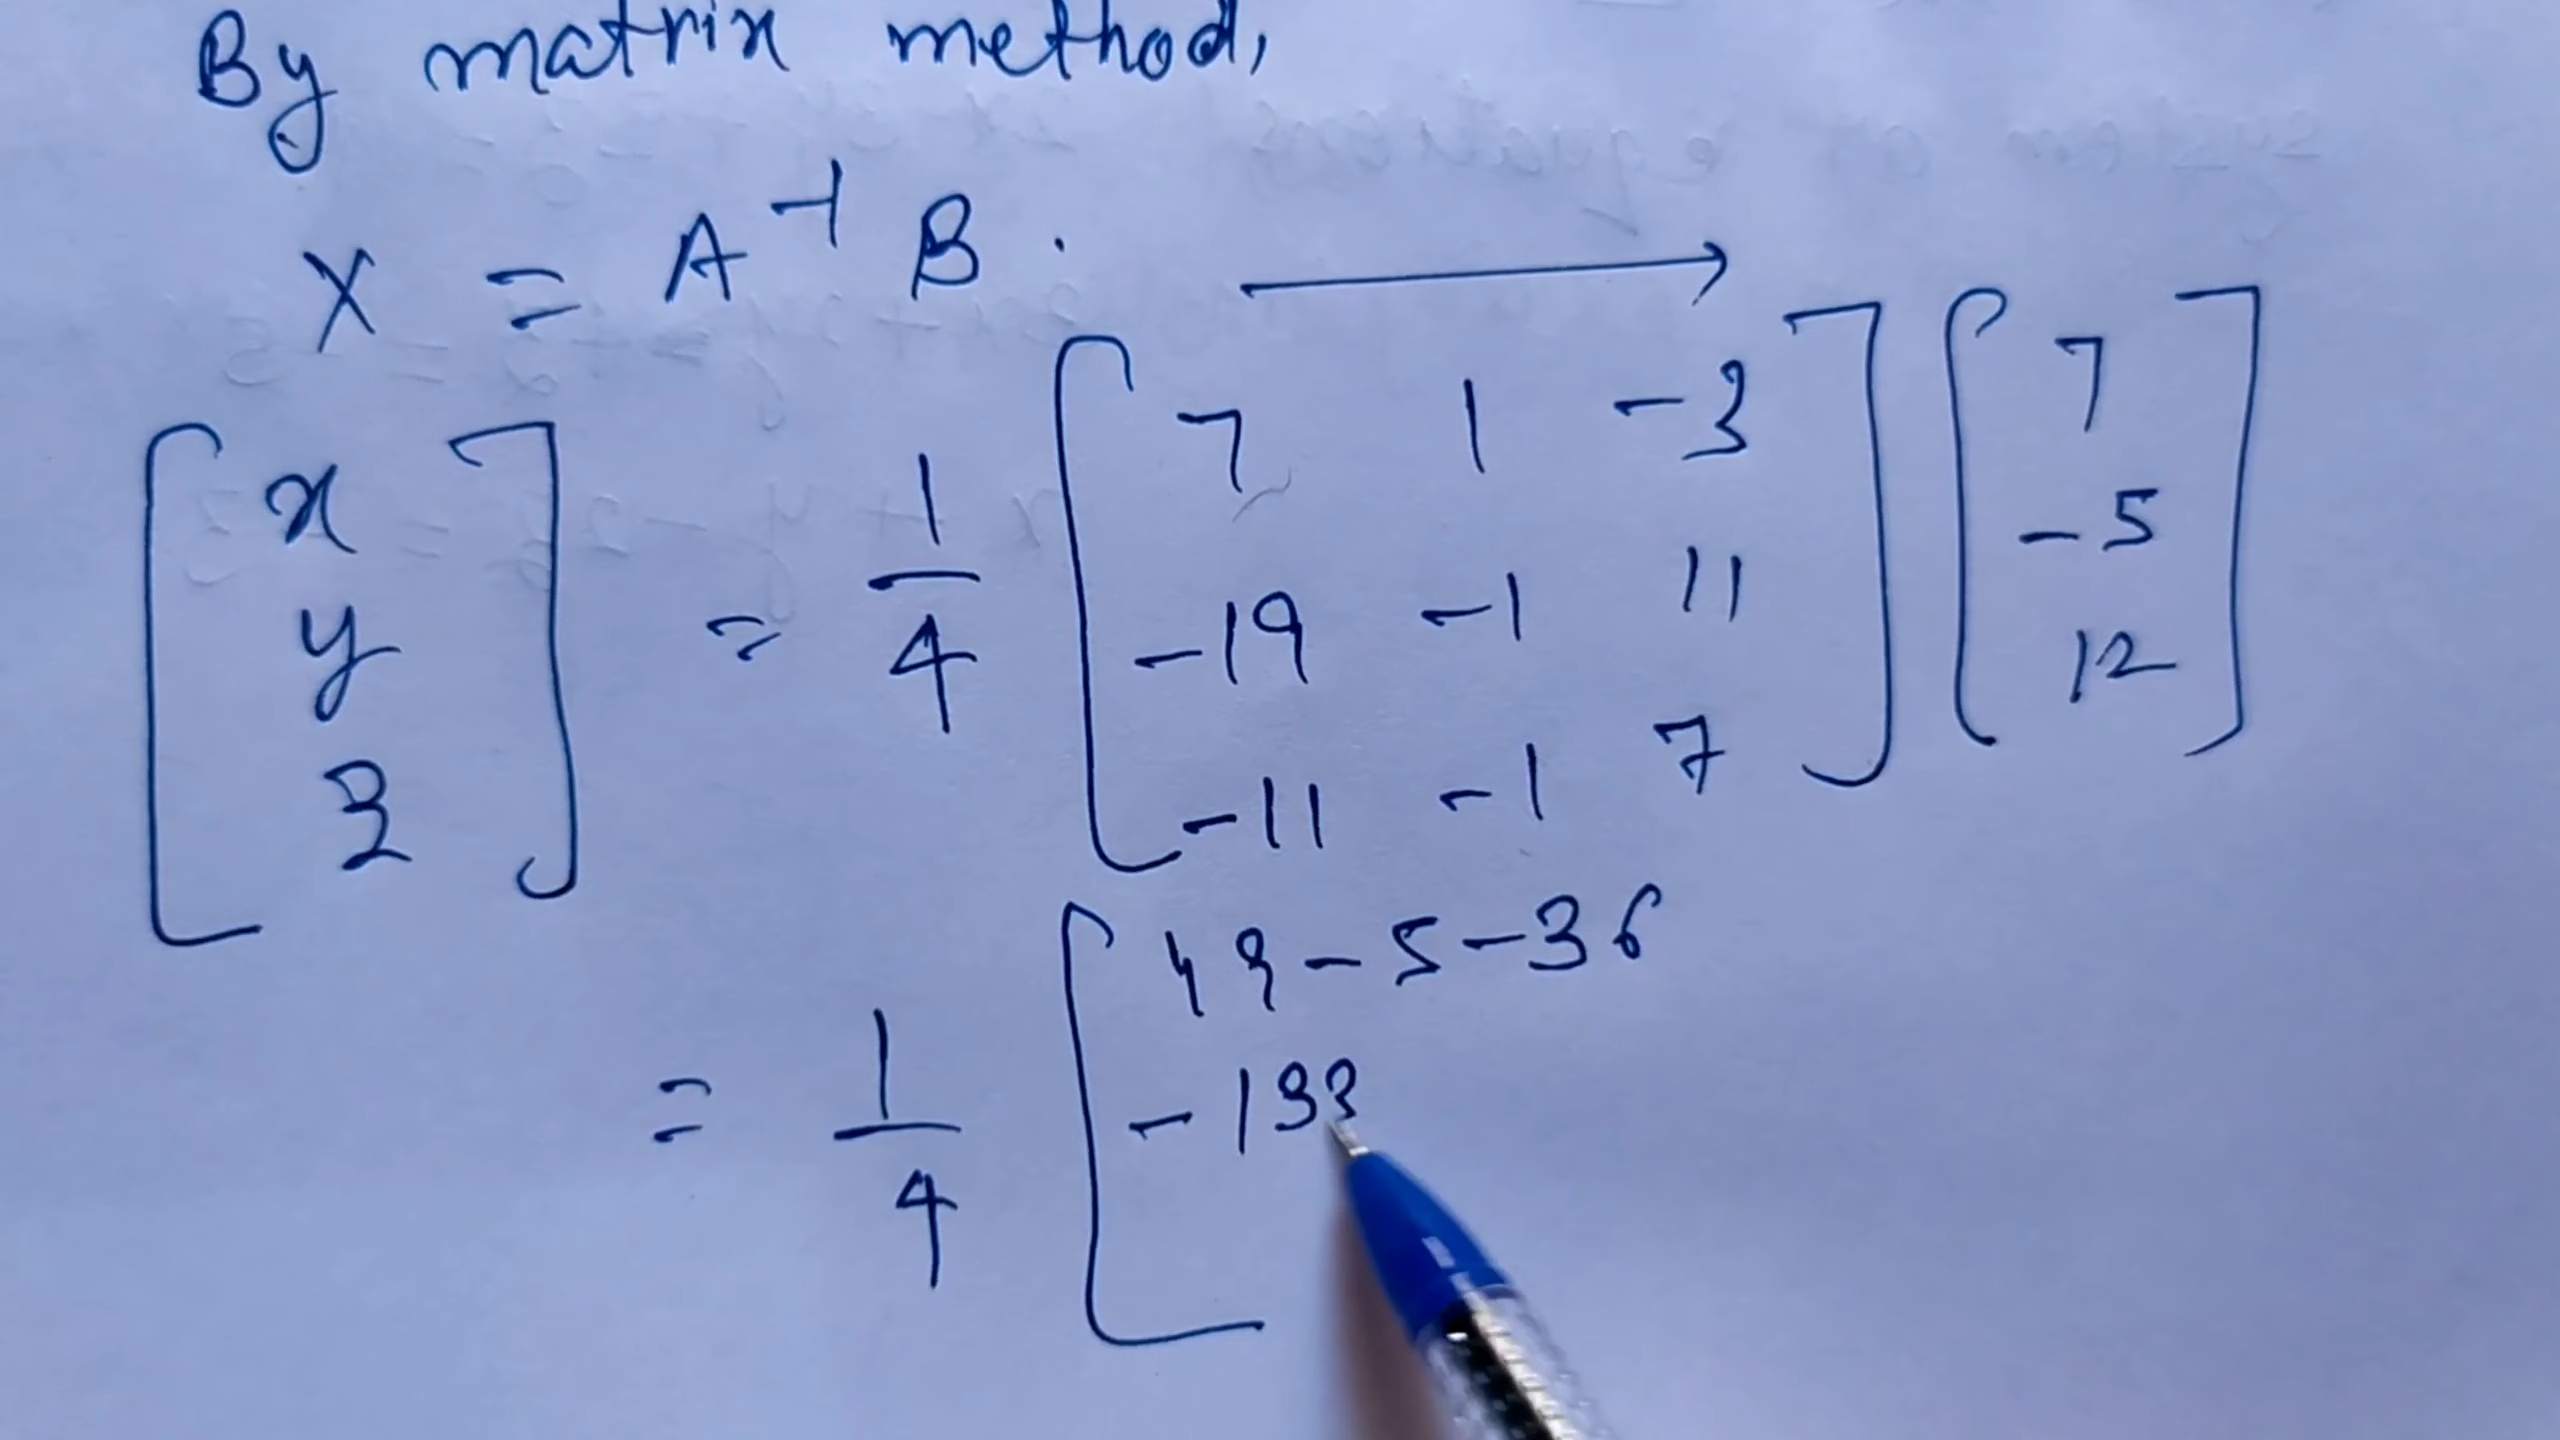 By matrix method,
X = A⁻¹ B.
[x y z] = 1/4 [7 1 -3 -19 -1 11 -11 -1 7] [7 -5 12]
= 1/4 [49-5-36
-133